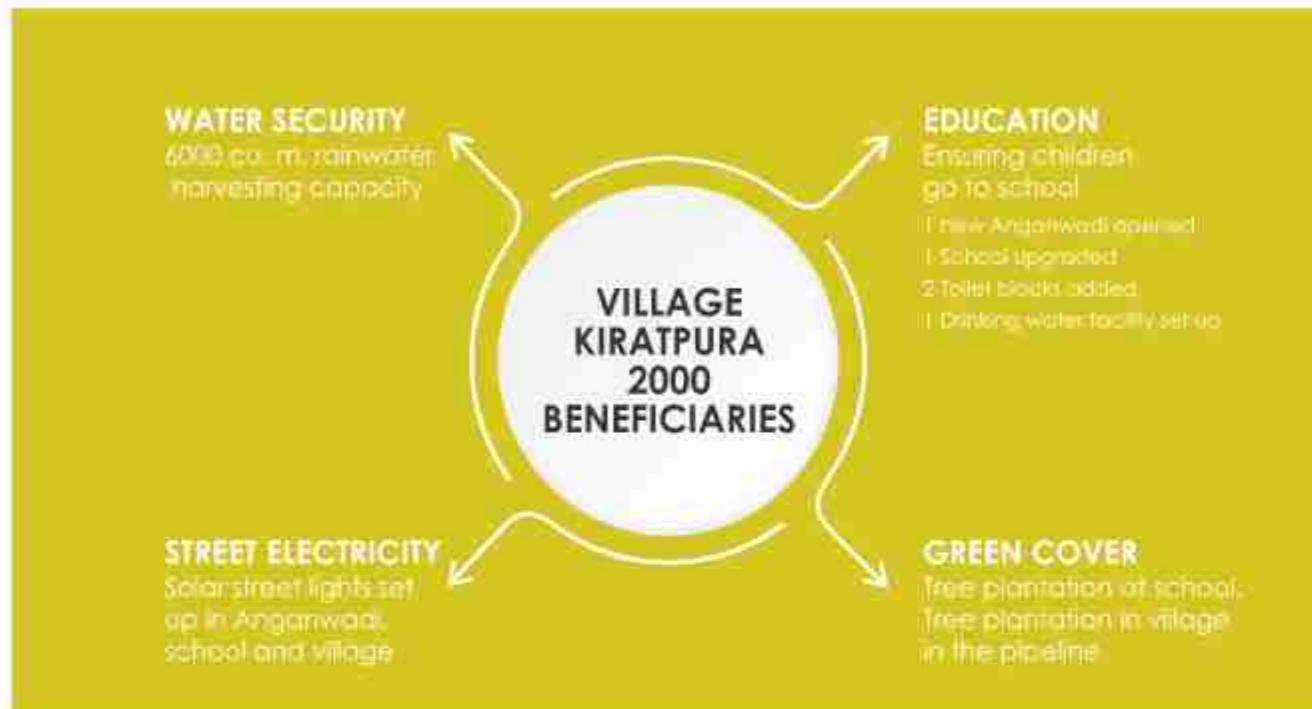 WATER SECURITY
6000 cu. m. rainwater
harvesting capacity
EDUCATION
Ensuring children
go to school
1 new Anganwadi opened
1 School upgraded
2 Toilet blocks added
1 Drinking water facility set up
VILLAGE
KIRATPURA
2000
BENEFICIARIES
STREET ELECTRICITY
Solar street lights set
up in Anganwadi,
school and village
GREEN COVER
Tree plantation at school.
Tree plantation in village
in the pipeline